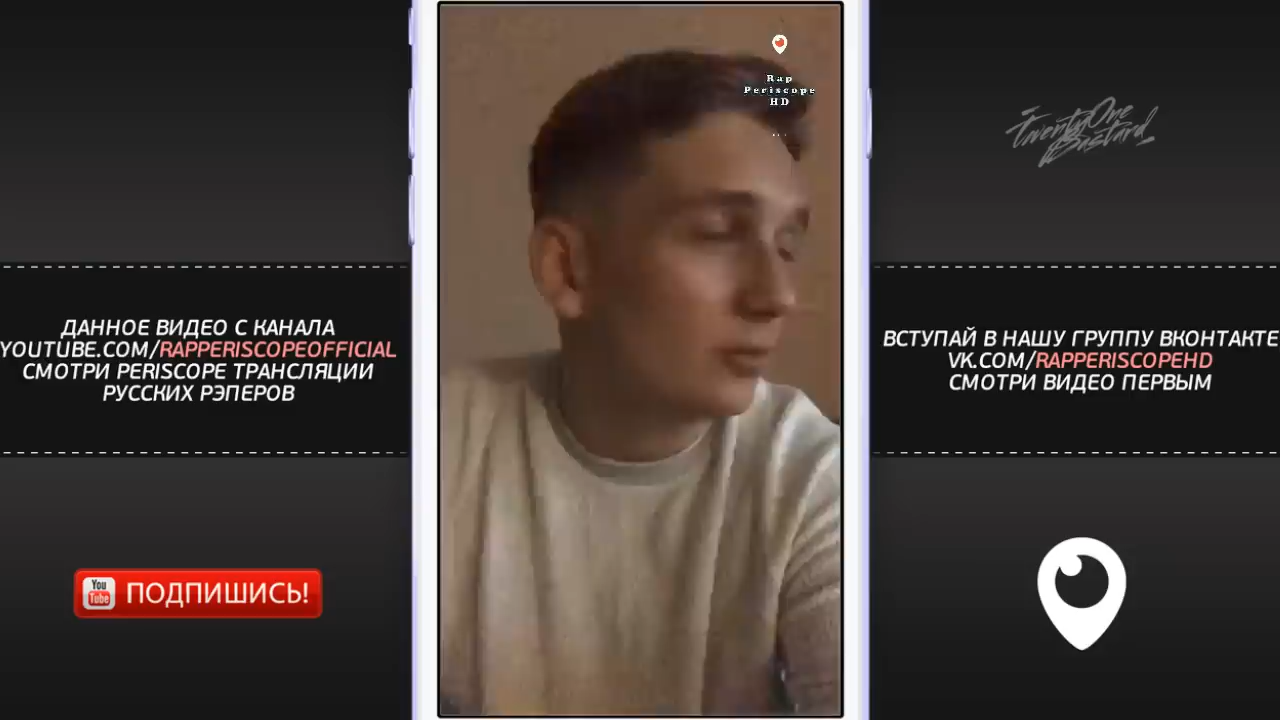 Rap
Periscope
HD
...
TwentyOne
Bastard
ДАННОЕ ВИДЕО С КАНАЛА
YOUTUBE.COM/RAPPERISCOPEOFFICIAL
СМОТРИ PERISCOPE ТРАНСЛЯЦИИ
РУССКИХ РЭПЕРОВ
ВСТУПАЙ В НАШУ ГРУППУ ВКОНТАКТЕ
VK.COM/RAPPERISCOPEHD
СМОТРИ ВИДЕО ПЕРВЫМ
You
Tube
ПОДПИШИСЬ!